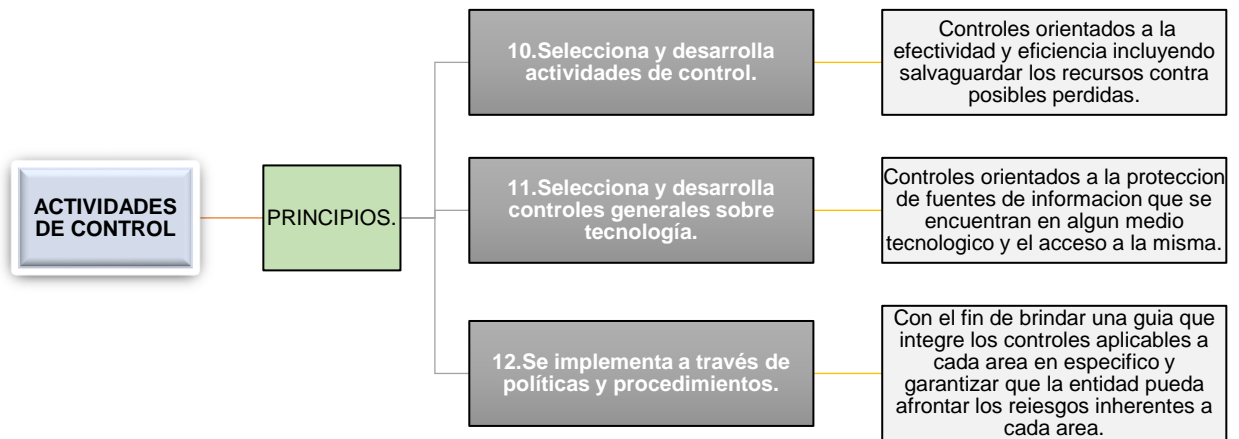 ACTIVIDADES
DE CONTROL
PRINCIPIOS.
10.Selecciona y desarrolla
actividades de control.
Controles orientados a la
efectividad y eficiencia incluyendo
salvaguardar los recursos contra
posibles perdidas.
11.Selecciona y desarrolla
controles generales sobre
tecnología.
Controles orientados a la proteccion
de fuentes de informacion que se
encuentran en algun medio
tecnologico y el acceso a la misma.
12.Se implementa a través de
políticas y procedimientos.
Con el fin de brindar una guia que
integre los controles aplicables a
cada area en especifico y
garantizar que la entidad pueda
afrontar los reiesgos inherentes a
cada area.